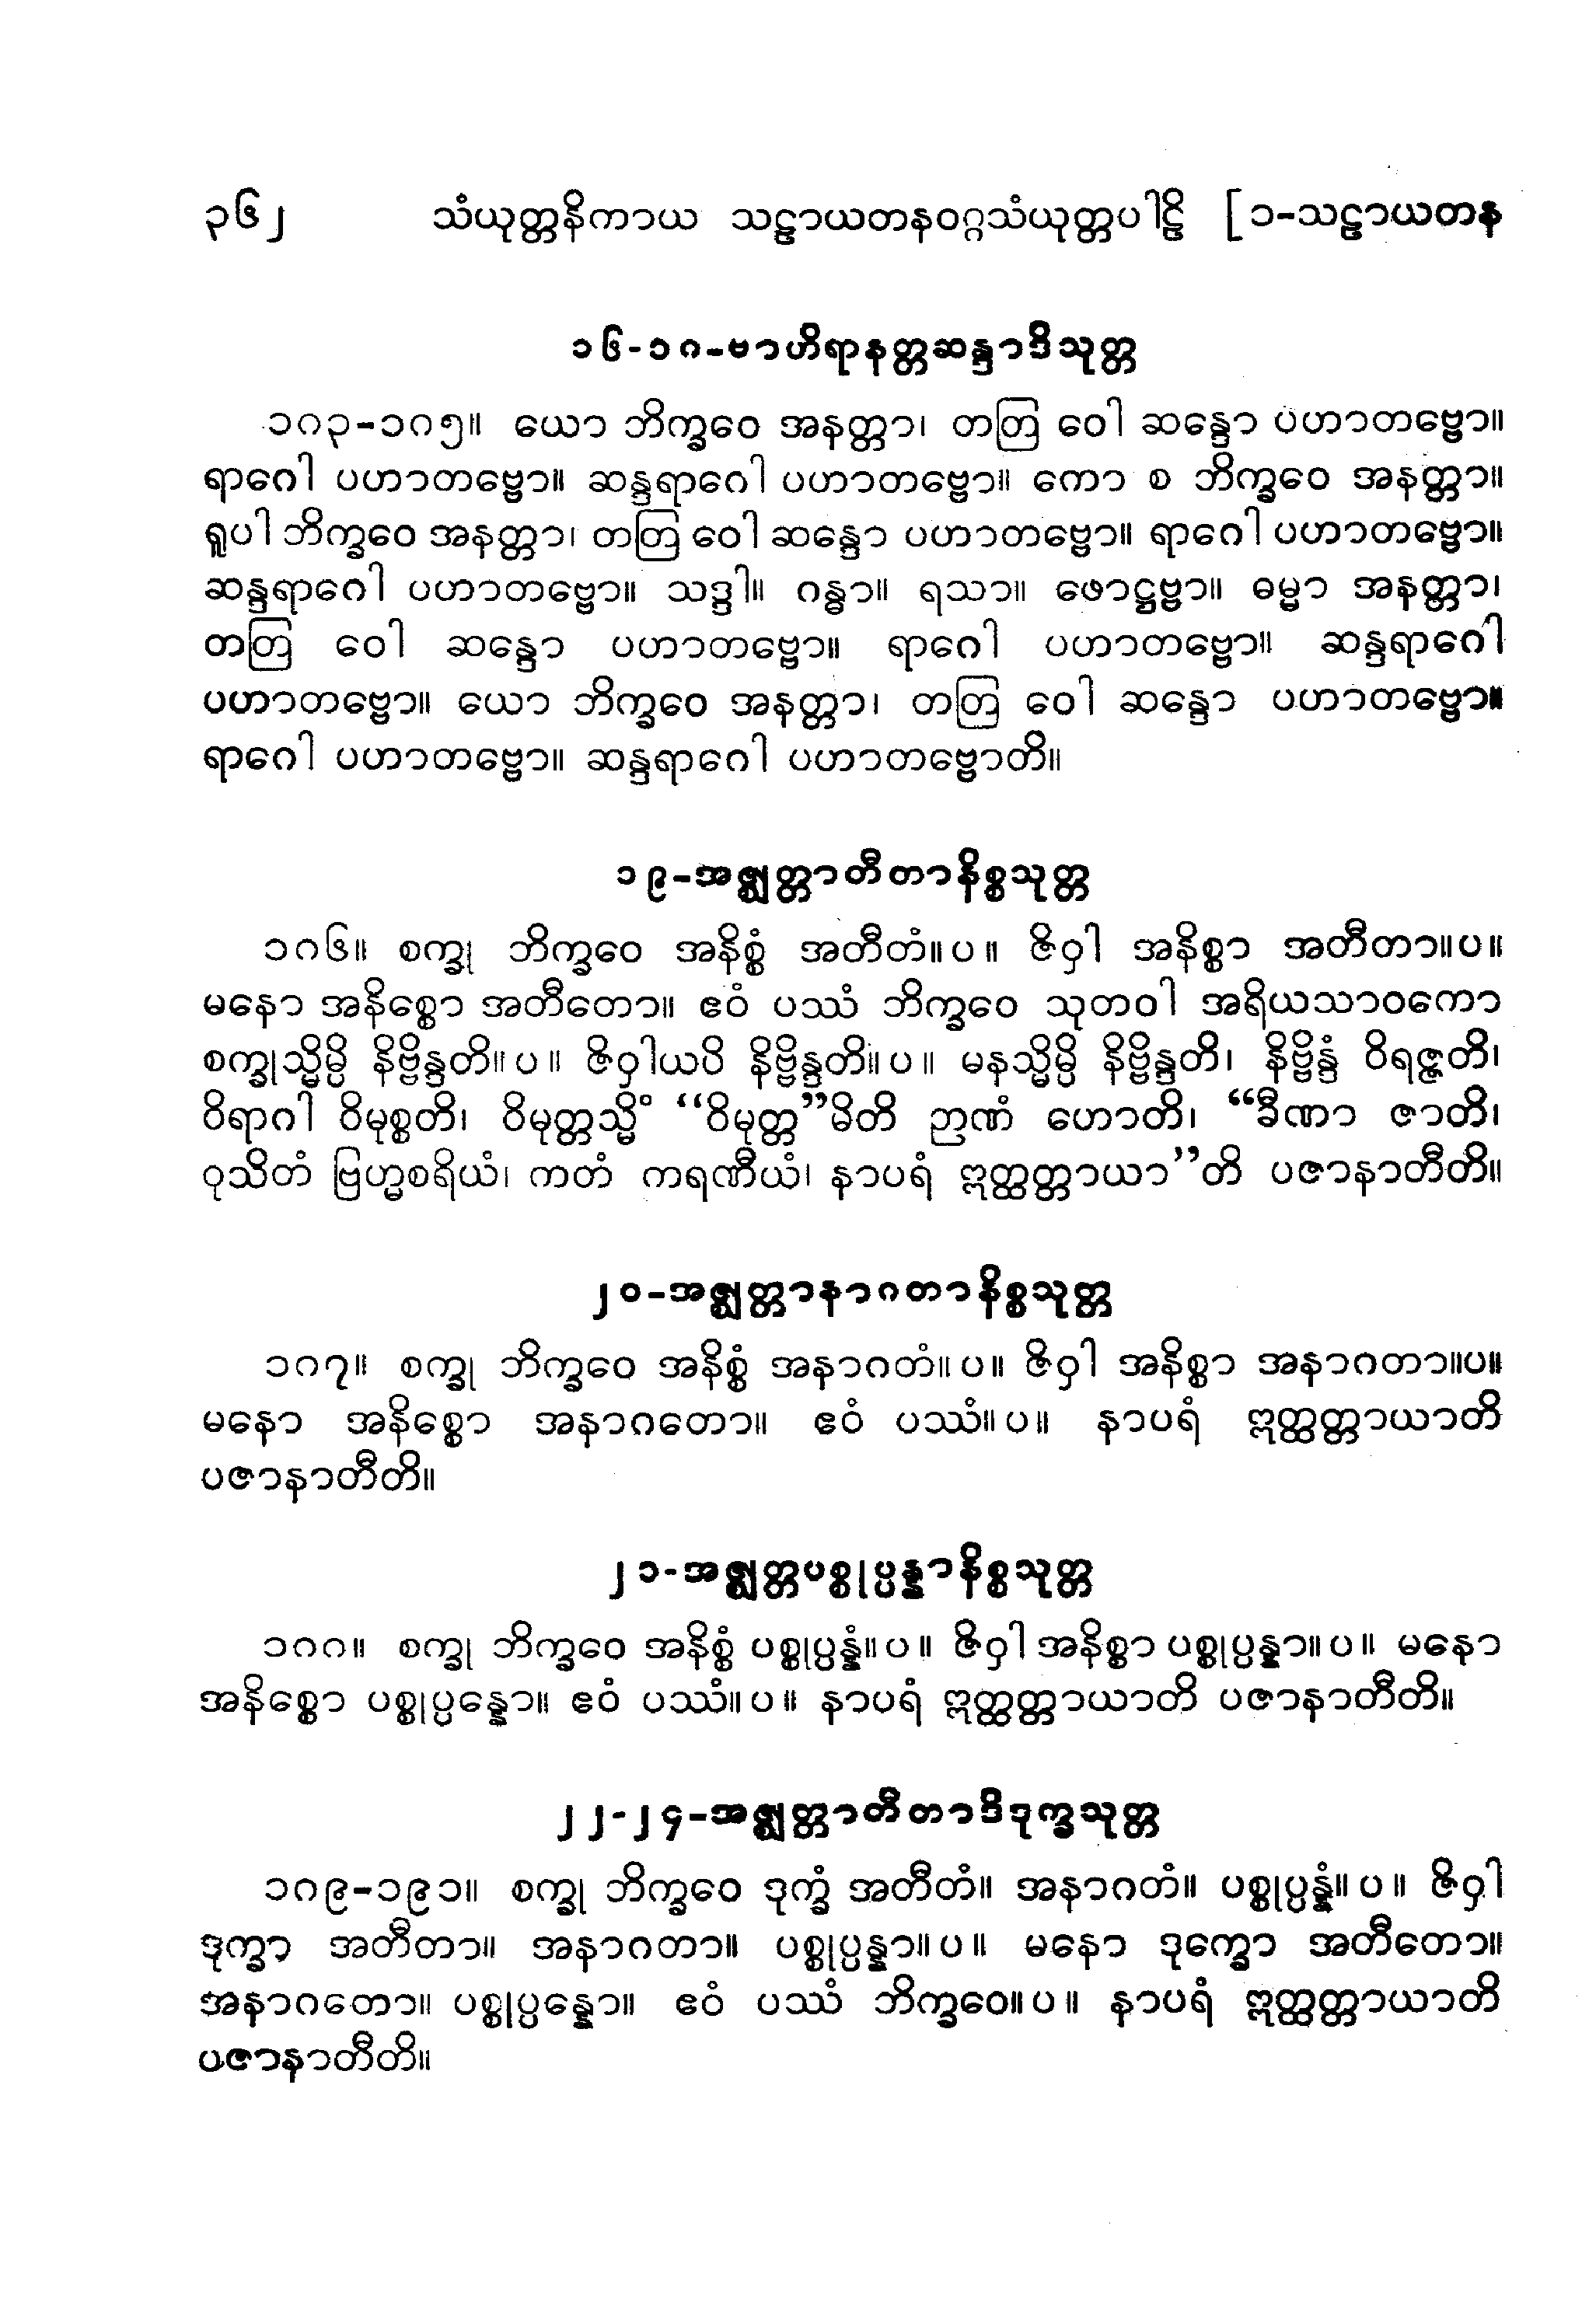 ၃၆၂ သံယုတ္တနိကာယ သဠာယတနဝဂ္ဂသံယုတ္တပါဠိ [၁-သဠာယတန
၁၆-၁၈-ဗာဟိရာနတ္တဆန္ဒာဒိသုတ္တ
၁၈၃-၁၈၅။ ယော ဘိက္ခဝေ အနတ္တာ၊ တတြ ဝေါ ဆန္ဒော ပဟာတဗ္ဗော။
ရာဂေါ ပဟာတဗ္ဗော။ ဆန္ဒရာဂေါ ပဟာတဗ္ဗော။ ကော စ ဘိက္ခဝေ အနတ္တာ။
ရူပါ ဘိက္ခဝေ အနတ္တာ၊ တတြ ဝေါ ဆန္ဒော ပဟာတဗ္ဗော။ ရာဂေါ ပဟာတဗ္ဗော။
ဆန္ဒရာဂေါ ပဟာတဗ္ဗော။ သဒ္ဒါ။ ဂန္ဓာ။ ရသာ။ ဖောဋ္ဌဗ္ဗာ။ ဓမ္မာ အနတ္တာ၊
တတြ ဝေါ ဆန္ဒော ပဟာတဗ္ဗော။ ရာဂေါ ပဟာတဗ္ဗော။ ဆန္ဒရာဂေါ
ပဟာတဗ္ဗော။ ယော ဘိက္ခဝေ အနတ္တာ၊ တတြ ဝေါ ဆန္ဒော ပဟာတဗ္ဗော။
ရာဂေါ ပဟာတဗ္ဗော။ ဆန္ဒရာဂေါ ပဟာတဗ္ဗောတိ။
၁၉-အဇ္ဈတ္တာတီတာနိစ္စသုတ္တ
၁၈၆။ စက္ခု ဘိက္ခဝေ အနိစ္စံ အတီတံ။ပ။ ဇိဝှါ အနိစ္စာ အတီတာ။ပ။
မနော အနိစ္စော အတီတော။ ဧဝံ ပဿံ ဘိက္ခဝေ သုတဝါ အရိယသာဝကော
စက္ခုသ္မိမ္ပိ နိဗ္ဗိန္ဒတိ။ပ။ ဇိဝှါယပိ နိဗ္ဗိန္ဒတိ။ပ။ မနသ္မိမ္ပိ နိဗ္ဗိန္ဒတိ၊ နိဗ္ဗိန္ဒံ ဝိရဇ္ဇတိ၊
ဝိရာဂါ ဝိမုစ္စတိ၊ ဝိမုတ္တသ္မိံ “ဝိမုတ္တ”မိတိ ဉာဏံ ဟောတိ၊ “ခီဏာ ဇာတိ၊
ဝုသိတံ ဗြဟ္မစရိယံ၊ ကတံ ကရဏီယံ၊ နာပရံ ဣတ္ထတ္တာယာ”တိ ပဇာနာတီတိ။
၂၀-အဇ္ဈတ္တာနာဂတာနိစ္စသုတ္တ
၁၈၇။ စက္ခု ဘိက္ခဝေ အနိစ္စံ အနာဂတံ။ပ။ ဇိဝှါ အနိစ္စာ အနာဂတာ။ပ။
မနော အနိစ္စော အနာဂတော။ ဧဝံ ပဿံ။ပ။ နာပရံ ဣတ္ထတ္တာယာတိ
ပဇာနာတီတိ။
၂၁-အဇ္ဈတ္တပစ္စုပ္ပန္နာနိစ္စသုတ္တ
၁၈၈။ စက္ခု ဘိက္ခဝေ အနိစ္စံ ပစ္စုပ္ပန္နံ။ပ။ ဇိဝှါ အနိစ္စာ ပစ္စုပ္ပန္နာ။ပ။ မနော
အနိစ္စော ပစ္စုပ္ပန္နော။ ဧဝံ ပဿံ။ပ။ နာပရံ ဣတ္ထတ္တာယာတိ ပဇာနာတီတိ။
၂၂-၂၄-အဇ္ဈတ္တာတီတာဒိဒုက္ခသုတ္တ
၁၈၉-၁၉၁။ စက္ခု ဘိက္ခဝေ ဒုက္ခံ အတီတံ။ အနာဂတံ။ ပစ္စုပ္ပန္နံ။ပ။ ဇိဝှါ
ဒုက္ခာ အတီတာ။ အနာဂတာ။ ပစ္စုပ္ပန္နာ။ပ။ မနော ဒုက္ခော အတီတော။
အနာဂတော။ ပစ္စုပ္ပန္နော။ ဧဝံ ပဿံ ဘိက္ခဝေ။ပ။ နာပရံ ဣတ္ထတ္တာယာတိ
ပဇာနာတီတိ။